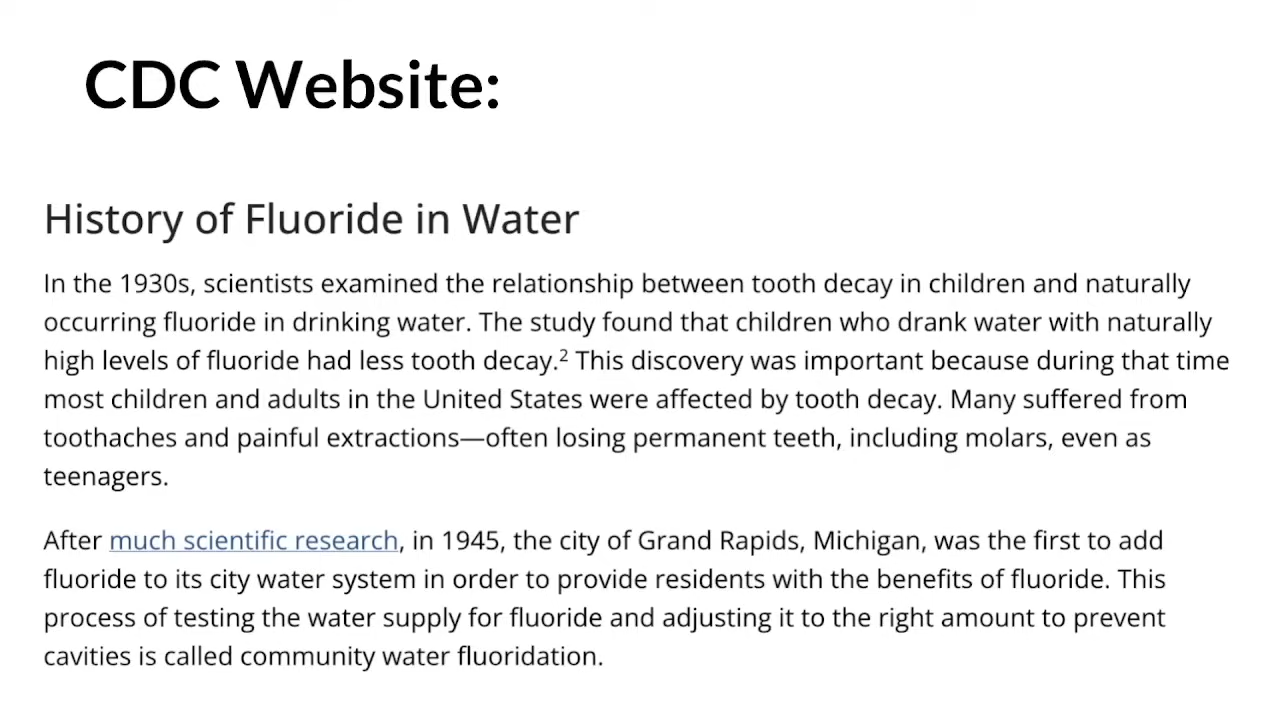 CDC Website:
History of Fluoride in Water
In the 1930s, scientists examined the relationship between tooth decay in children and naturally
occurring fluoride in drinking water. The study found that children who drank water with naturally
high levels of fluoride had less tooth decay.² This discovery was important because during that time
most children and adults in the United States were affected by tooth decay. Many suffered from
toothaches and painful extractions—often losing permanent teeth, including molars, even as
teenagers.
After much scientific research, in 1945, the city of Grand Rapids, Michigan, was the first to add
fluoride to its city water system in order to provide residents with the benefits of fluoride. This
process of testing the water supply for fluoride and adjusting it to the right amount to prevent
cavities is called community water fluoridation.